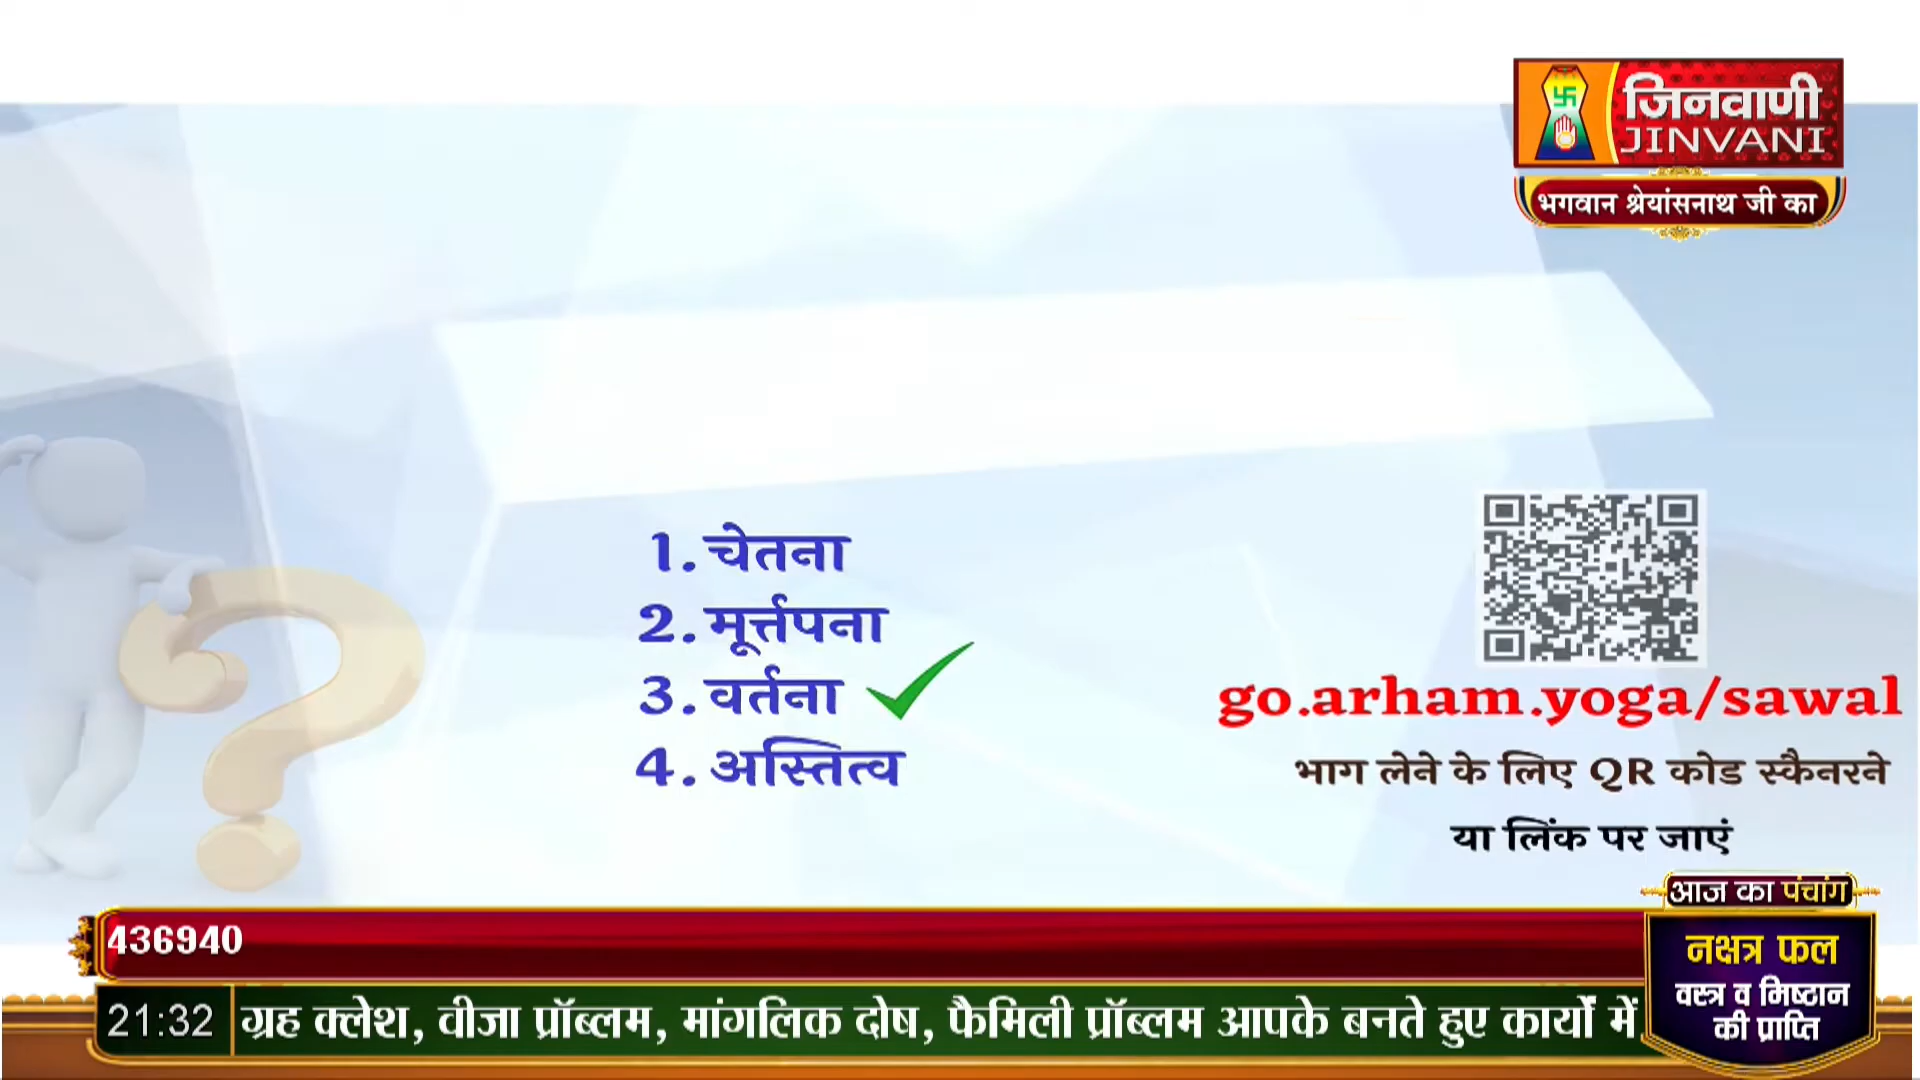 जिनवाणी
JINVANI
भगवान श्रेयांसनाथ जी का
1. चेतना
2. मूर्त्तपना
3. वर्तना
4. अस्तित्व
go.arham.yoga/sawal
भाग लेने के लिए QR कोड स्कैनरने
या लिंक पर जाएं
आज का पंचांग
नक्षत्र फल
वस्त्र व मिष्टान
की प्राप्ति
436940
21:32 ग्रह क्लेश, वीजा प्रॉब्लम, मांगलिक दोष, फैमिली प्रॉब्लम आपके बनते हुए कार्यों में